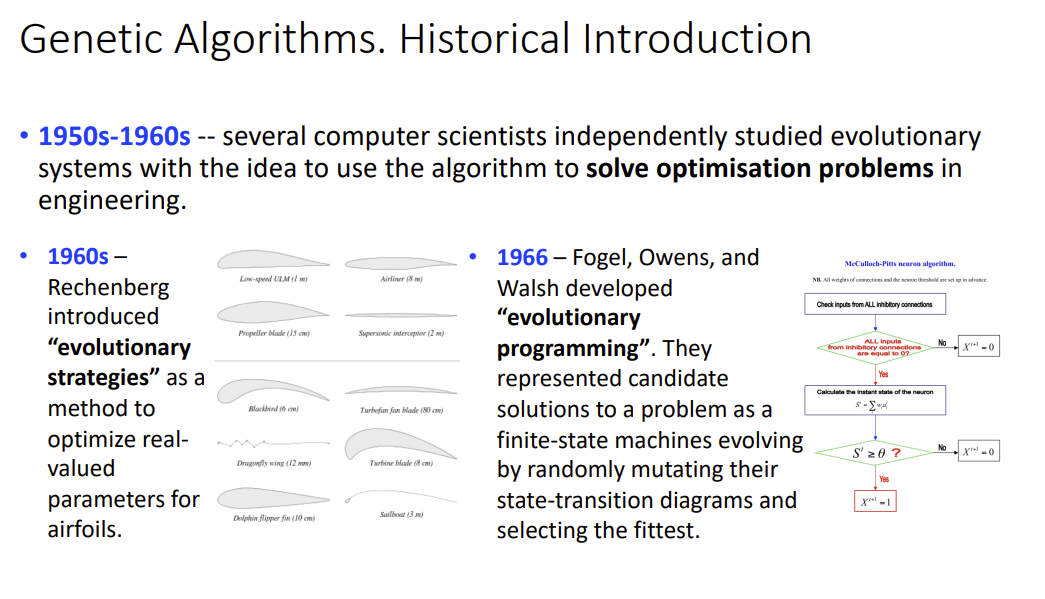 Genetic Algorithms. Historical Introduction
• 1950s-1960s -- several computer scientists independently studied evolutionary
systems with the idea to use the algorithm to solve optimisation problems in
engineering.
• 1960s –
Rechenberg
introduced
“evolutionary
strategies” as a
method to
optimize real-
valued
parameters for
airfoils.
Low-speed ULM (1 m)
Airliner (8 m)
Propeller blade (15 cm)
Supersonic interceptor (2 m)
Blackbird (6 cm)
Turbofan fan blade (80 cm)
Dragonfly wing (12 mm)
Turbine blade (8 cm)
Dolphin flipper fin (10 cm)
Sailboat (3 m)
• 1966 – Fogel, Owens, and
Walsh developed
“evolutionary
programming”. They
represented candidate
solutions to a problem as a
finite-state machines evolving
by randomly mutating their
state-transition diagrams and
selecting the fittest.
McCulloch-Pitts neuron algorithm.
NB. All weights of connections and the neuron threshold are set up in advance.
Check inputs from ALL inhibitory connections
ALL inputs
from inhibitory connections
are equal to 0?
No
X^{t+1} = 0
Yes
Calculate the instant state of the neuron
S^t = ∑ w_i a_i^t
S^t ≥ θ ?
No
X^{t+1} = 0
Yes
X^{t+1} = 1